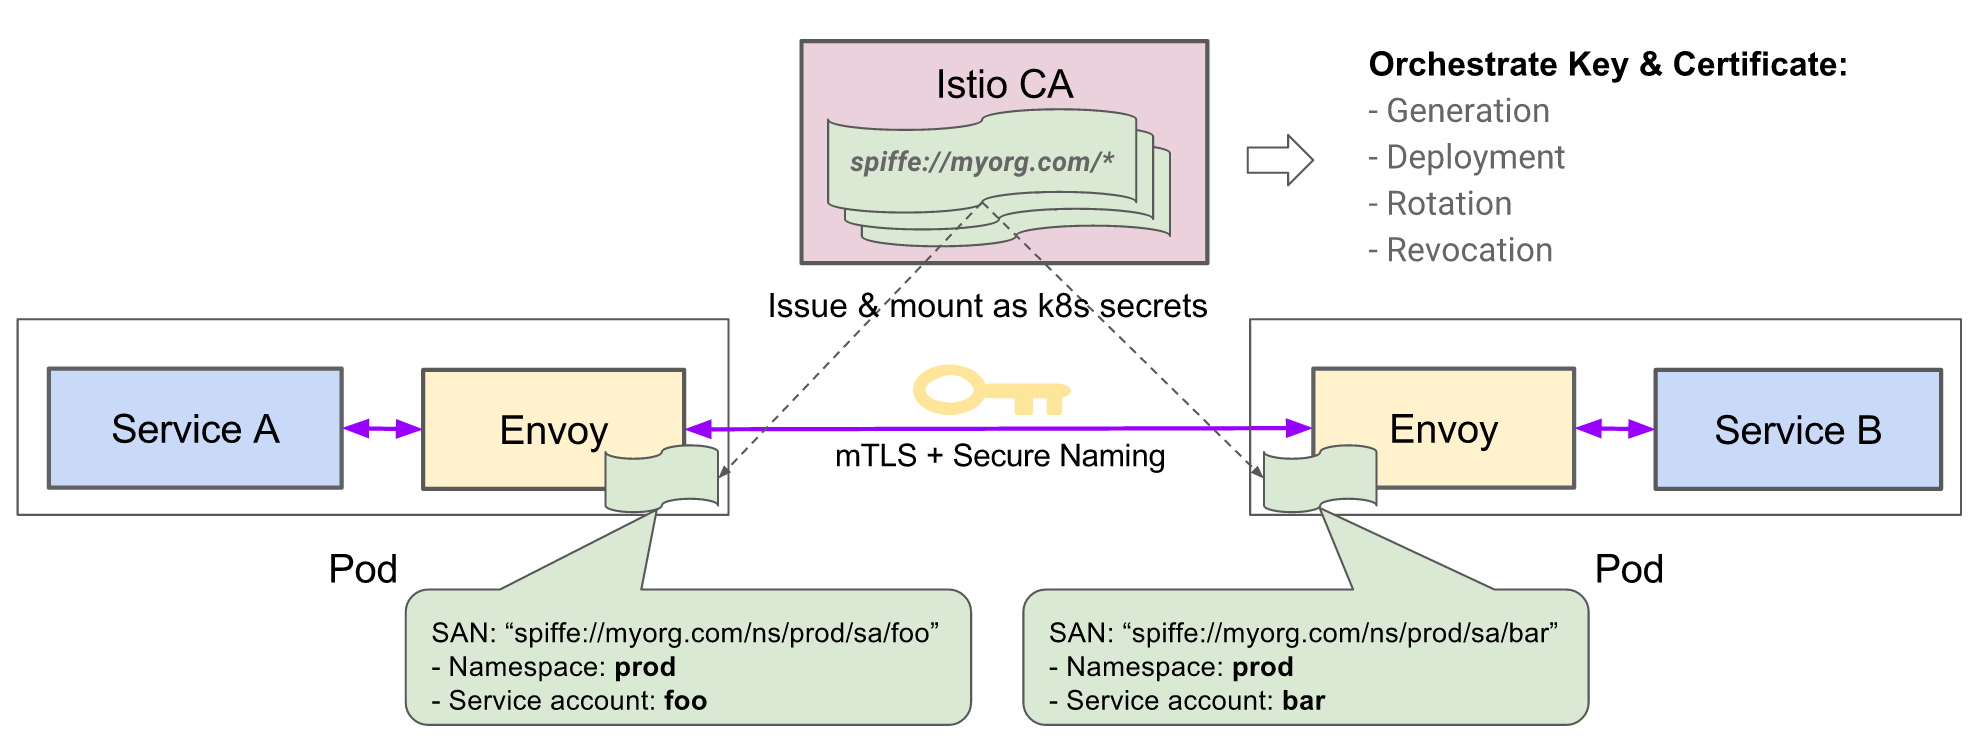 Istio CA
spiffe://myorg.com/*
Orchestrate Key & Certificate:
- Generation
- Deployment
- Rotation
- Revocation
Issue & mount as k8s secrets
Service A
Envoy
mTLS + Secure Naming
Envoy
Service B
Pod
Pod
SAN: “spiffe://myorg.com/ns/prod/sa/foo”
- Namespace: prod
- Service account: foo
SAN: “spiffe://myorg.com/ns/prod/sa/bar”
- Namespace: prod
- Service account: bar